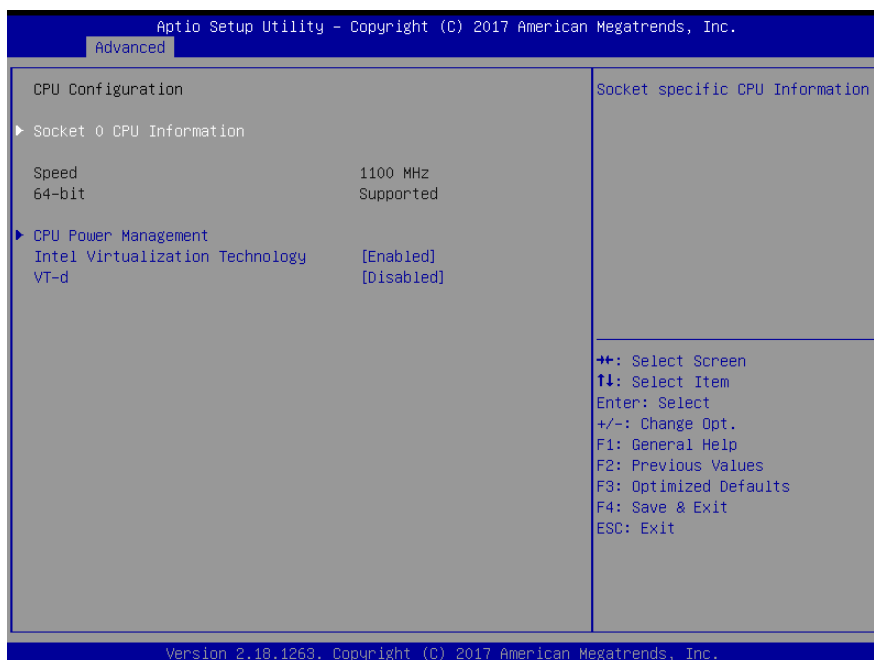 Aptio Setup Utility – Copyright (C) 2017 American Megatrends, Inc.
Advanced
CPU Configuration
Socket 0 CPU Information
Speed 1100 MHz
64-bit Supported
CPU Power Management
Intel Virtualization Technology [Enabled]
VT-d [Disabled]
Socket specific CPU Information
→←: Select Screen
↑↓: Select Item
Enter: Select
+/-: Change Opt.
F1: General Help
F2: Previous Values
F3: Optimized Defaults
F4: Save & Exit
ESC: Exit
Version 2.18.1263. Copyright (C) 2017 American Megatrends, Inc.